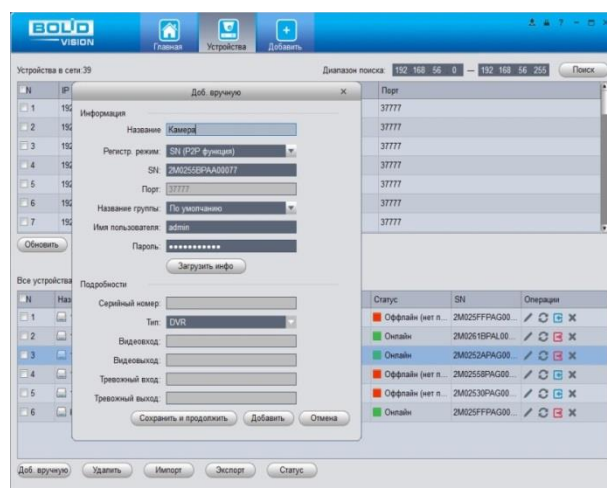 BOLID
VISION
Главная
Устройства
Добавить
Устройства в сети:39
Диапазон поиска: 192 168 56 0 — 192 168 56 255 Поиск
N IP Порт
1 192 37777
2 192 37777
3 192 37777
4 192 37777
5 192 37777
6 192 37777
7 192 37777
Обновить
Доб. вручную
Информация
Название Камера
Регистр. режим: SN (P2P функция)
SN: 2M0255BPAA00077
Порт: 37777
Название группы: По умолчанию
Имя пользователя: admin
Пароль: •••••••••••
Загрузить инфо
Подробности
Серийный номер:
Тип: DVR
Видеовход:
Видеовыход:
Тревожный вход:
Тревожный выход:
Сохранить и продолжить Добавить Отмена
Все устройства
N Наз Статус SN Операции
1 Оффлайн (нет п... 2M025FFPAG00...
2 Онлайн 2M0261BPAL00...
3 Онлайн 2M0252APAG00...
4 Оффлайн (нет п... 2M0255BPAG00...
5 Оффлайн (нет п... 2M02530PAG00...
6 Онлайн 2M025FFPAG00...
Доб. вручную Удалить Импорт Экспорт Статус